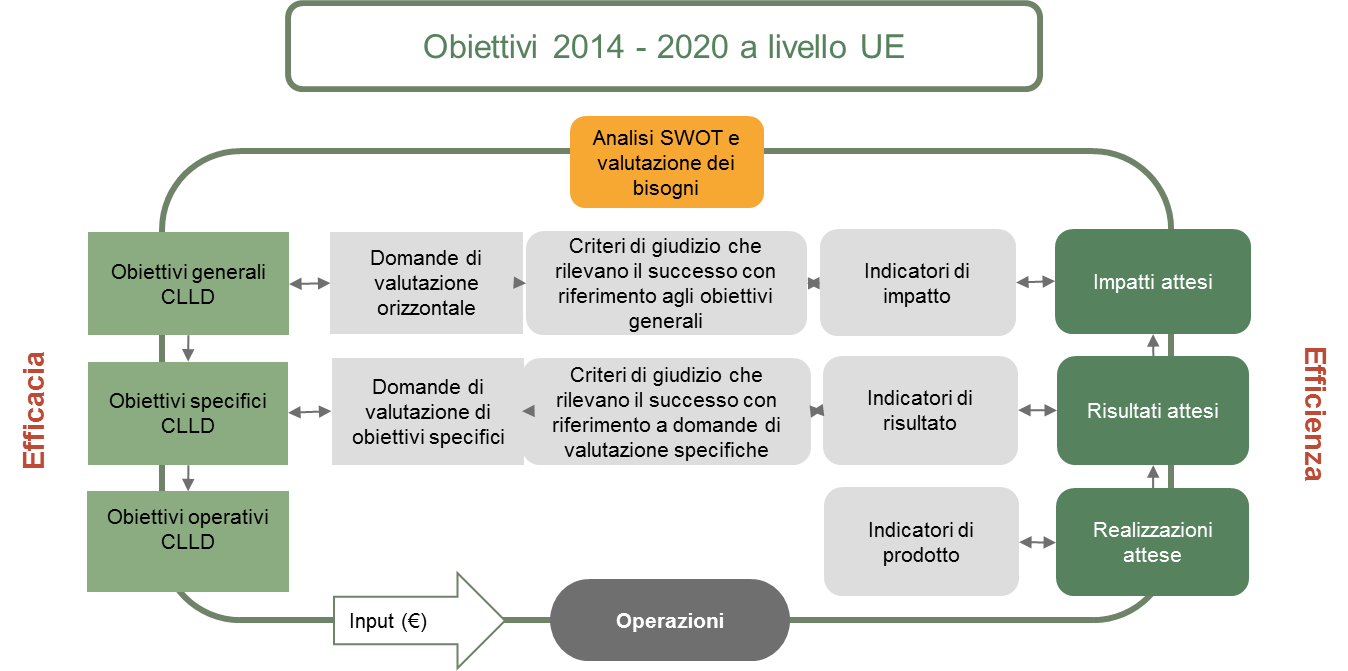 Obiettivi 2014 - 2020 a livello UE
Analisi SWOT e
valutazione dei
bisogni
Obiettivi generali
CLLD
Domande di
valutazione
orizzontale
Criteri di giudizio che
rilevano il successo con
riferimento agli obiettivi
generali
Indicatori di
impatto
Impatti attesi
Efficacia
Obiettivi specifici
CLLD
Domande di
valutazione di
obiettivi specifici
Criteri di giudizio che
rilevano il successo con
riferimento a domande di
valutazione specifiche
Indicatori di
risultato
Risultati attesi
Efficienza
Obiettivi operativi
CLLD
Indicatori di
prodotto
Realizzazioni
attese
Input (€)
Operazioni